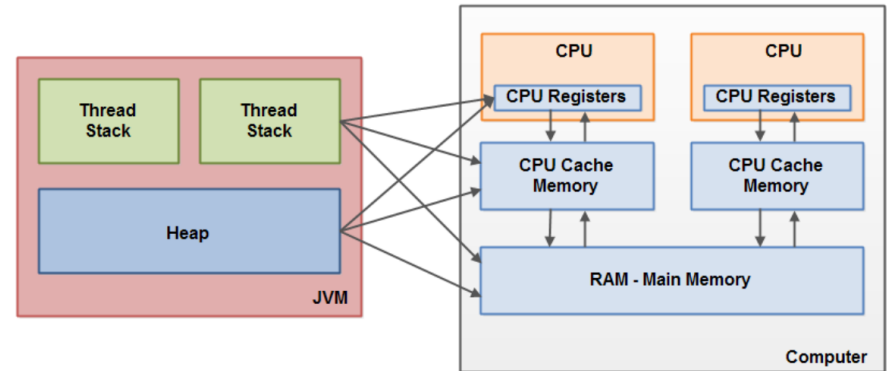 Thread
Stack
Thread
Stack
Heap
JVM
CPU
CPU Registers
CPU Cache
Memory
CPU
CPU Registers
CPU Cache
Memory
RAM - Main Memory
Computer